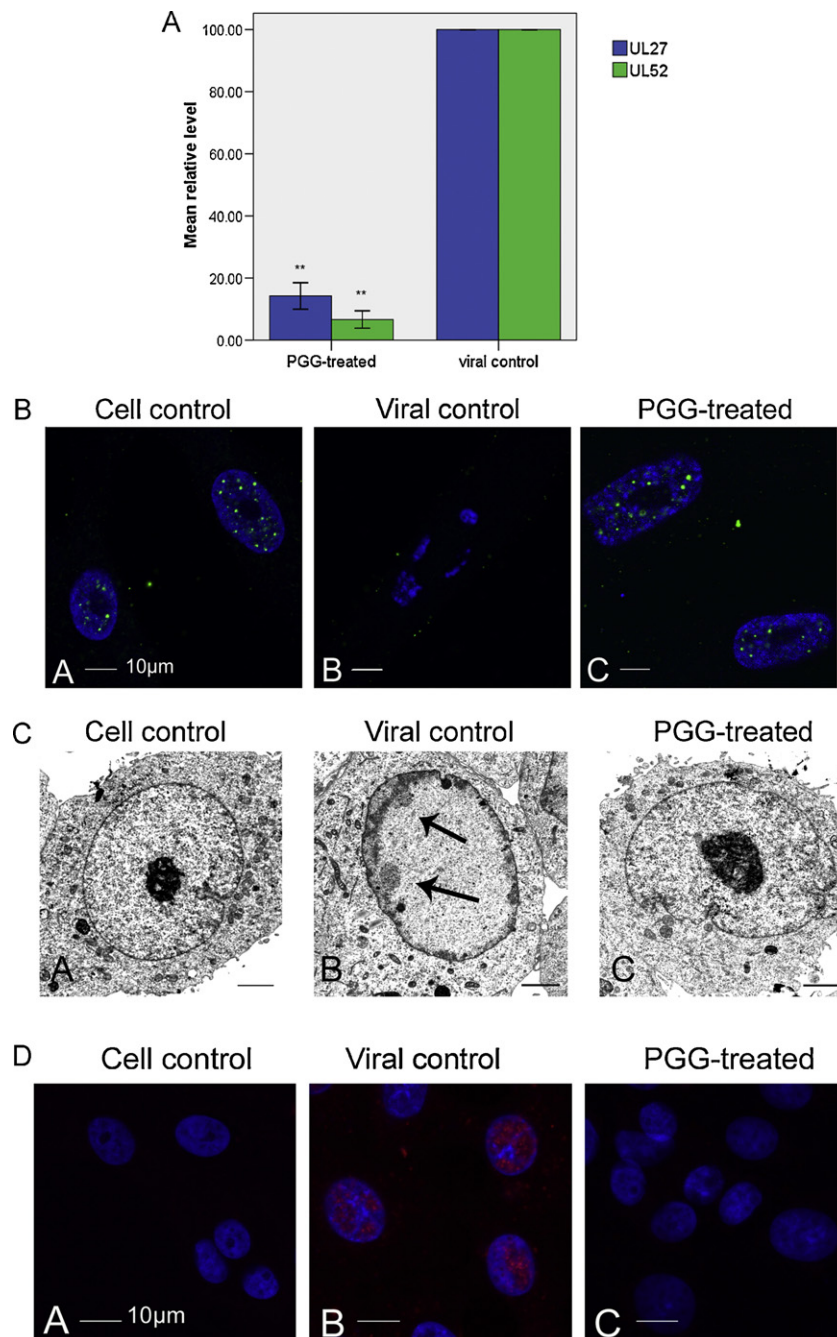 A
100.00
80.00
60.00
40.00
20.00
0.00
Mean relative level
** **
PGG-treated viral control
UL27
UL52
B
Cell control Viral control PGG-treated
A 10µm B C
C
Cell control Viral control PGG-treated
A B C
D
Cell control Viral control PGG-treated
A 10µm B C